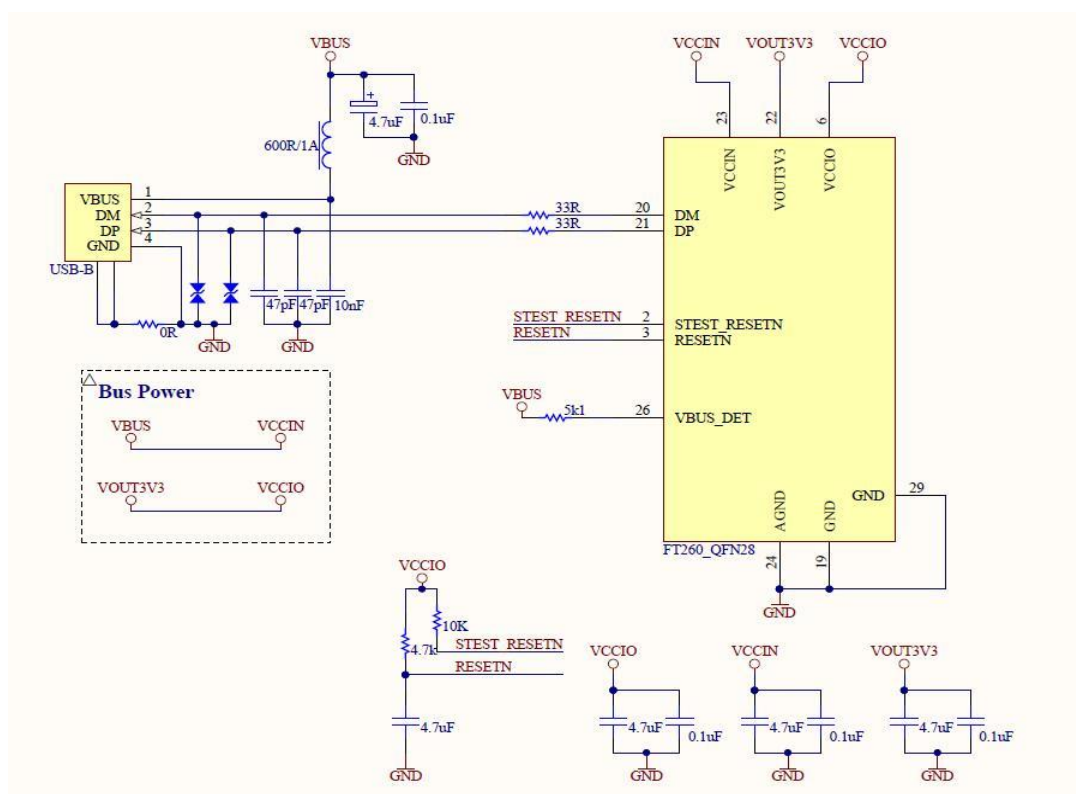 VBUS
VCCIN
VOUT3V3
VCCIO
+
4.7uF
0.1uF
GND
600R/1A
23
22
6
VCCIN
VOUT3V3
VCCIO
VBUS
1
DM
2
33R
20
DM
DP
3
33R
21
DP
GND
4
USB-B
47pF
47pF
10nF
0R
GND
GND
STEST_RESETN
2
STEST_RESETN
RESETN
3
RESETN
Bus Power
VBUS
VCCIN
VOUT3V3
VCCIO
VBUS
5k1
26
VBUS_DET
GND
29
AGND
GND
FT260_QFN28
24
19
GND
VCCIO
10K
4.7k
STEST_RESETN
RESETN
4.7uF
GND
VCCIO
4.7uF
0.1uF
GND
VCCIN
4.7uF
0.1uF
GND
VOUT3V3
4.7uF
0.1uF
GND